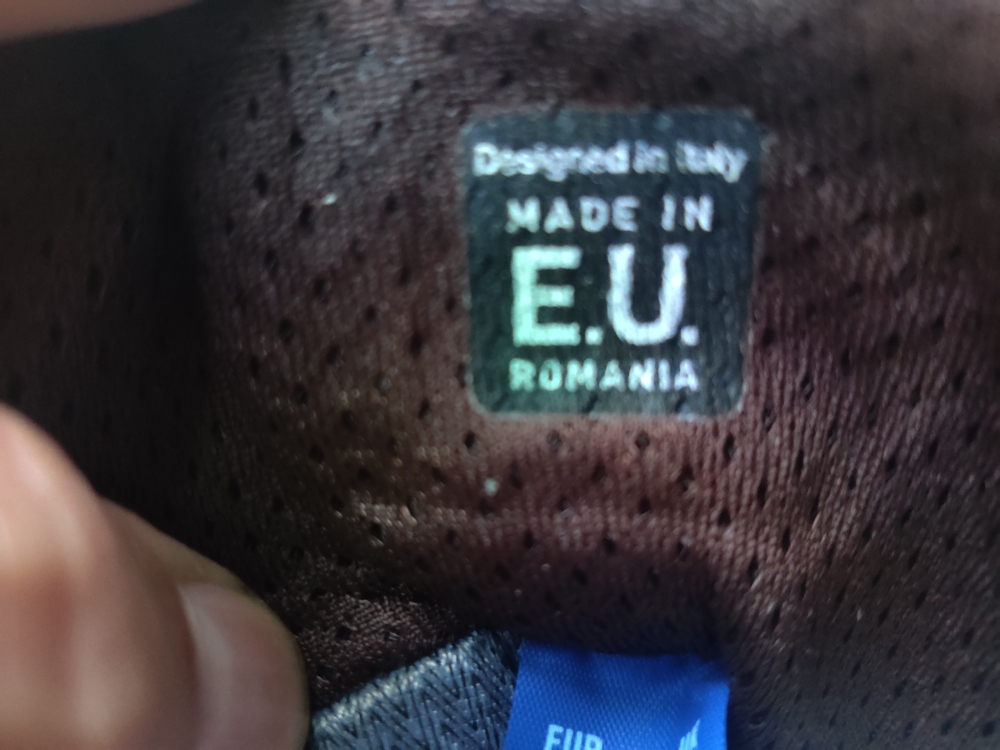 Designed in Italy
MADE IN
E.U.
ROMANIA
EUR